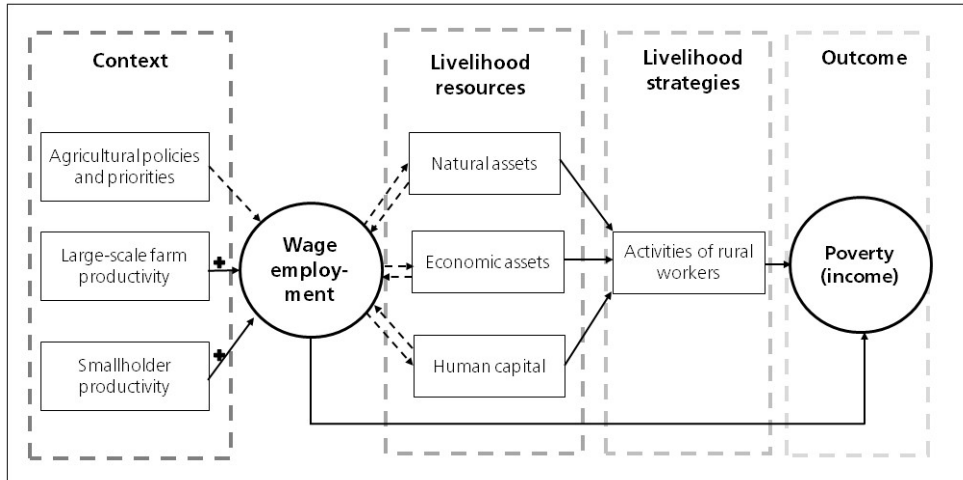 Context
Livelihood
resources
Livelihood
strategies
Outcome
Agricultural policies
and priorities
Large-scale farm
productivity
Smallholder
productivity
Wage
employ-
ment
Natural assets
Economic assets
Human capital
Activities of rural
workers
Poverty
(income)